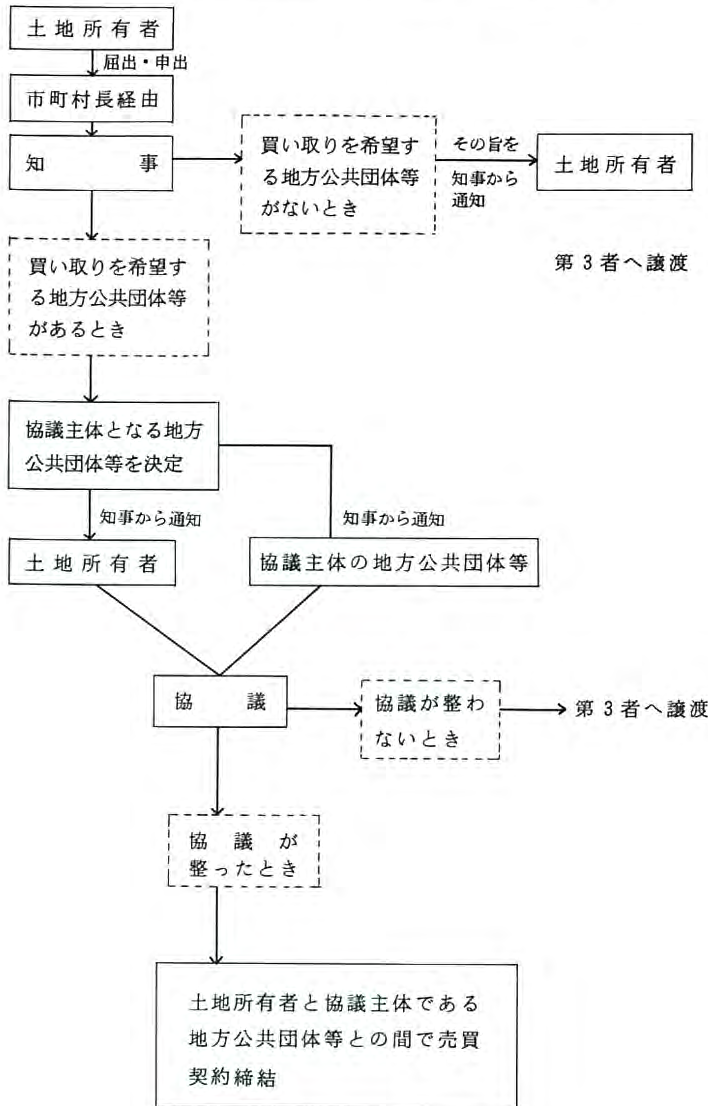 土地所有者
届出・申出
市町村長経由
知事
買い取りを希望す
る地方公共団体等
がないとき
その旨を
知事から
通知
土地所有者
第3者へ譲渡
買い取りを希望す
る地方公共団体等
があるとき
協議主体となる地方
公共団体等を決定
知事から通知
知事から通知
土地所有者
協議主体の地方公共団体等
協議
協議が整わ
ないとき
第3者へ譲渡
協議が
整ったとき
土地所有者と協議主体である
地方公共団体等との間で売買
契約締結